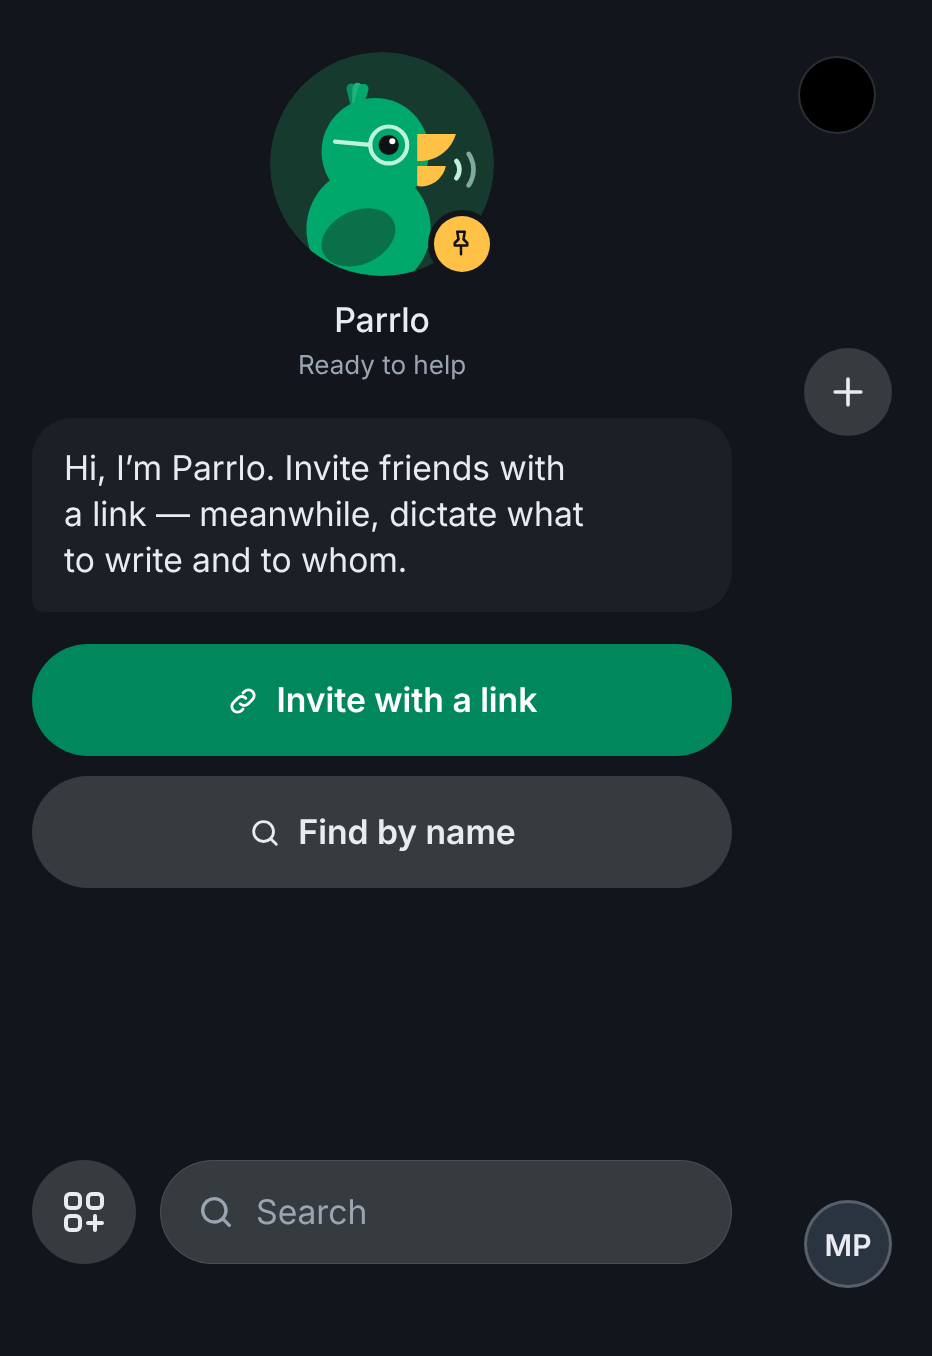 Parrlo
Ready to help
Hi, I’m Parrlo. Invite friends with
a link — meanwhile, dictate what
to write and to whom.
Invite with a link
Find by name
Search
MP